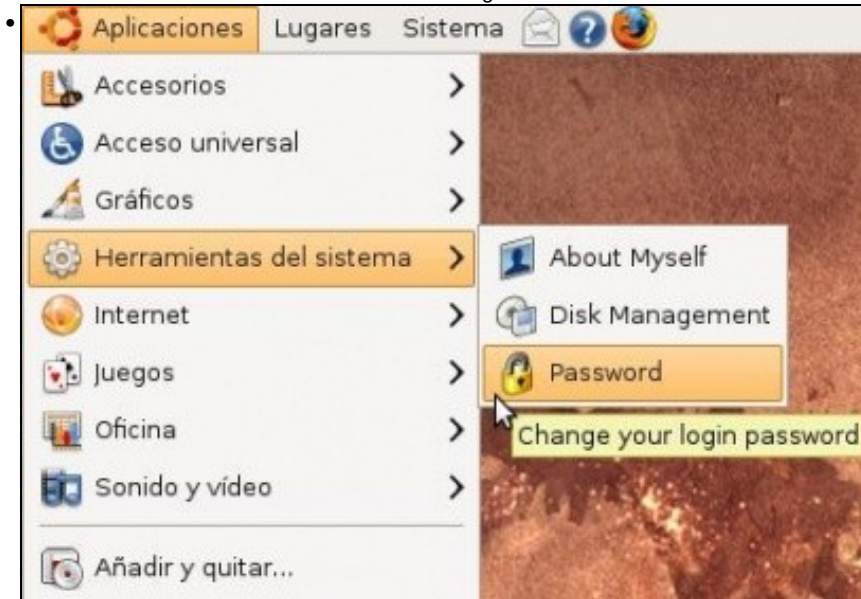 Aplicaciones Lugares Sistema
Accesorios
Acceso universal
Gráficos
Herramientas del sistema
About Myself
Internet
Disk Management
Juegos
Password
Oficina
Change your login password
Sonido y vídeo
Añadir y quitar...